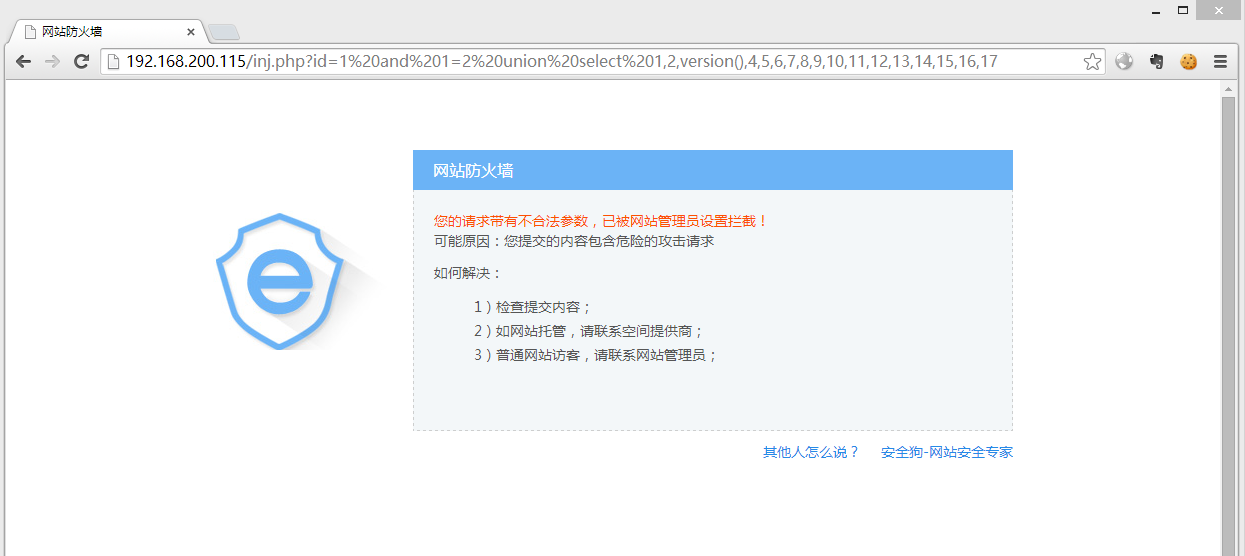 网站防火墙
192.168.200.115/inj.php?id=1%20and%201=2%20union%20select%201,2,version(),4,5,6,7,8,9,10,11,12,13,14,15,16,17
网站防火墙
您的请求带有不合法参数，已被网站管理员设置拦截！
可能原因：您提交的内容包含危险的攻击请求
如何解决：
1）检查提交内容；
2）如网站托管，请联系空间提供商；
3）普通网站访客，请联系网站管理员；
其他人怎么说？ 安全狗-网站安全专家